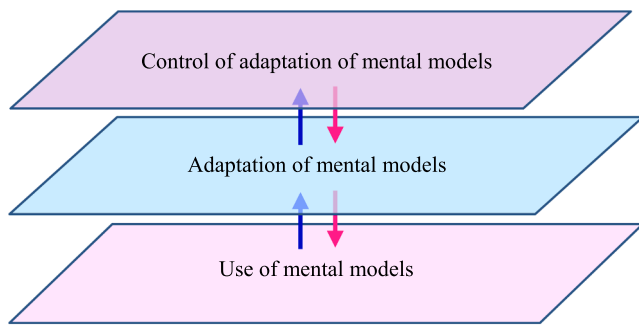 Control of adaptation of mental models
Adaptation of mental models
Use of mental models